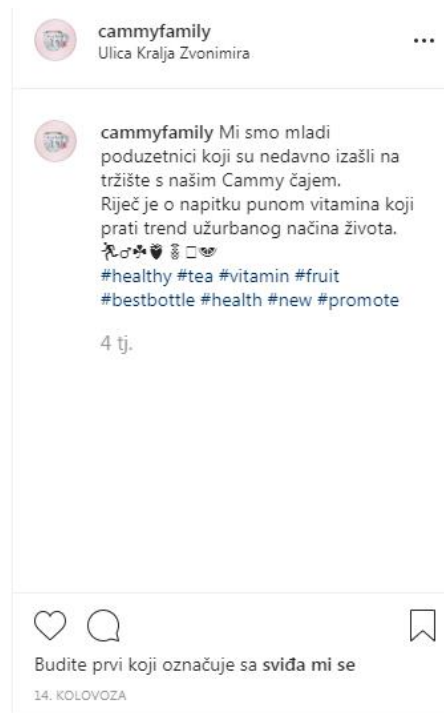 cammyfamily
Ulica Kralja Zvonimira
cammyfamily Mi smo mladi
poduzetnici koji su nedavno izašli na
tržište s našim Cammy čajem.
Riječ je o napitku punom vitamina koji
prati trend užurbanog načina života.
#healthy #tea #vitamin #fruit
#bestbottle #health #new #promote
4 tj.
Budite prvi koji označuje sa sviđa mi se
14. KOLOVOZA